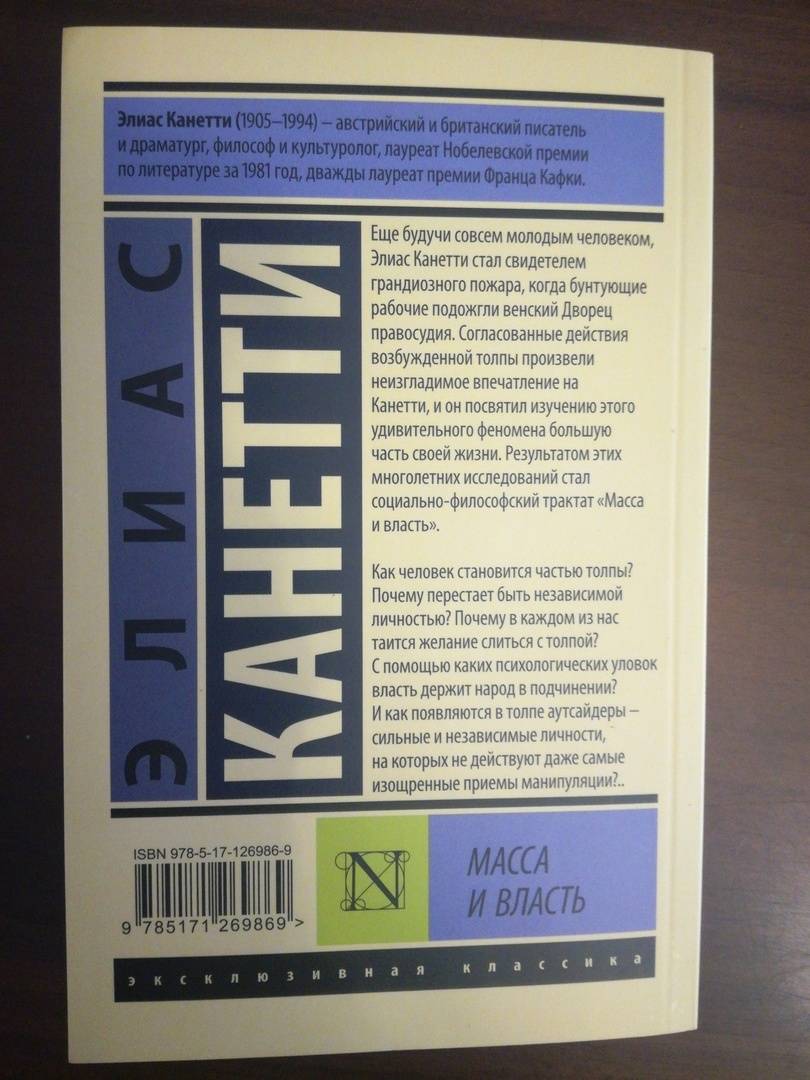 Элиас Канетти (1905–1994) – австрийский и британский писатель
и драматург, философ и культуролог, лауреат Нобелевской премии
по литературе за 1981 год, дважды лауреат премии Франца Кафки.
ЭЛИАС
КАНЕТТИ
Еще будучи совсем молодым человеком,
Элиас Канетти стал свидетелем
грандиозного пожара, когда бунтующие
рабочие подожгли венский Дворец
правосудия. Согласованные действия
возбужденной толпы произвели
неизгладимое впечатление на
Канетти, и он посвятил изучению этого
удивительного феномена большую
часть своей жизни. Результатом этих
многолетних исследований стал
социально-философский трактат «Масса
и власть».
Как человек становится частью толпы?
Почему перестает быть независимой
личностью? Почему в каждом из нас
таится желание слиться с толпой?
С помощью каких психологических уловок
власть держит народ в подчинении?
И как появляются в толпе аутсайдеры –
сильные и независимые личности,
на которых не действуют даже самые
изощренные приемы манипуляции?..
ISBN 978-5-17-126986-9
9 785171 269869 >
N
МАССА
И ВЛАСТЬ
эксклюзивная классика